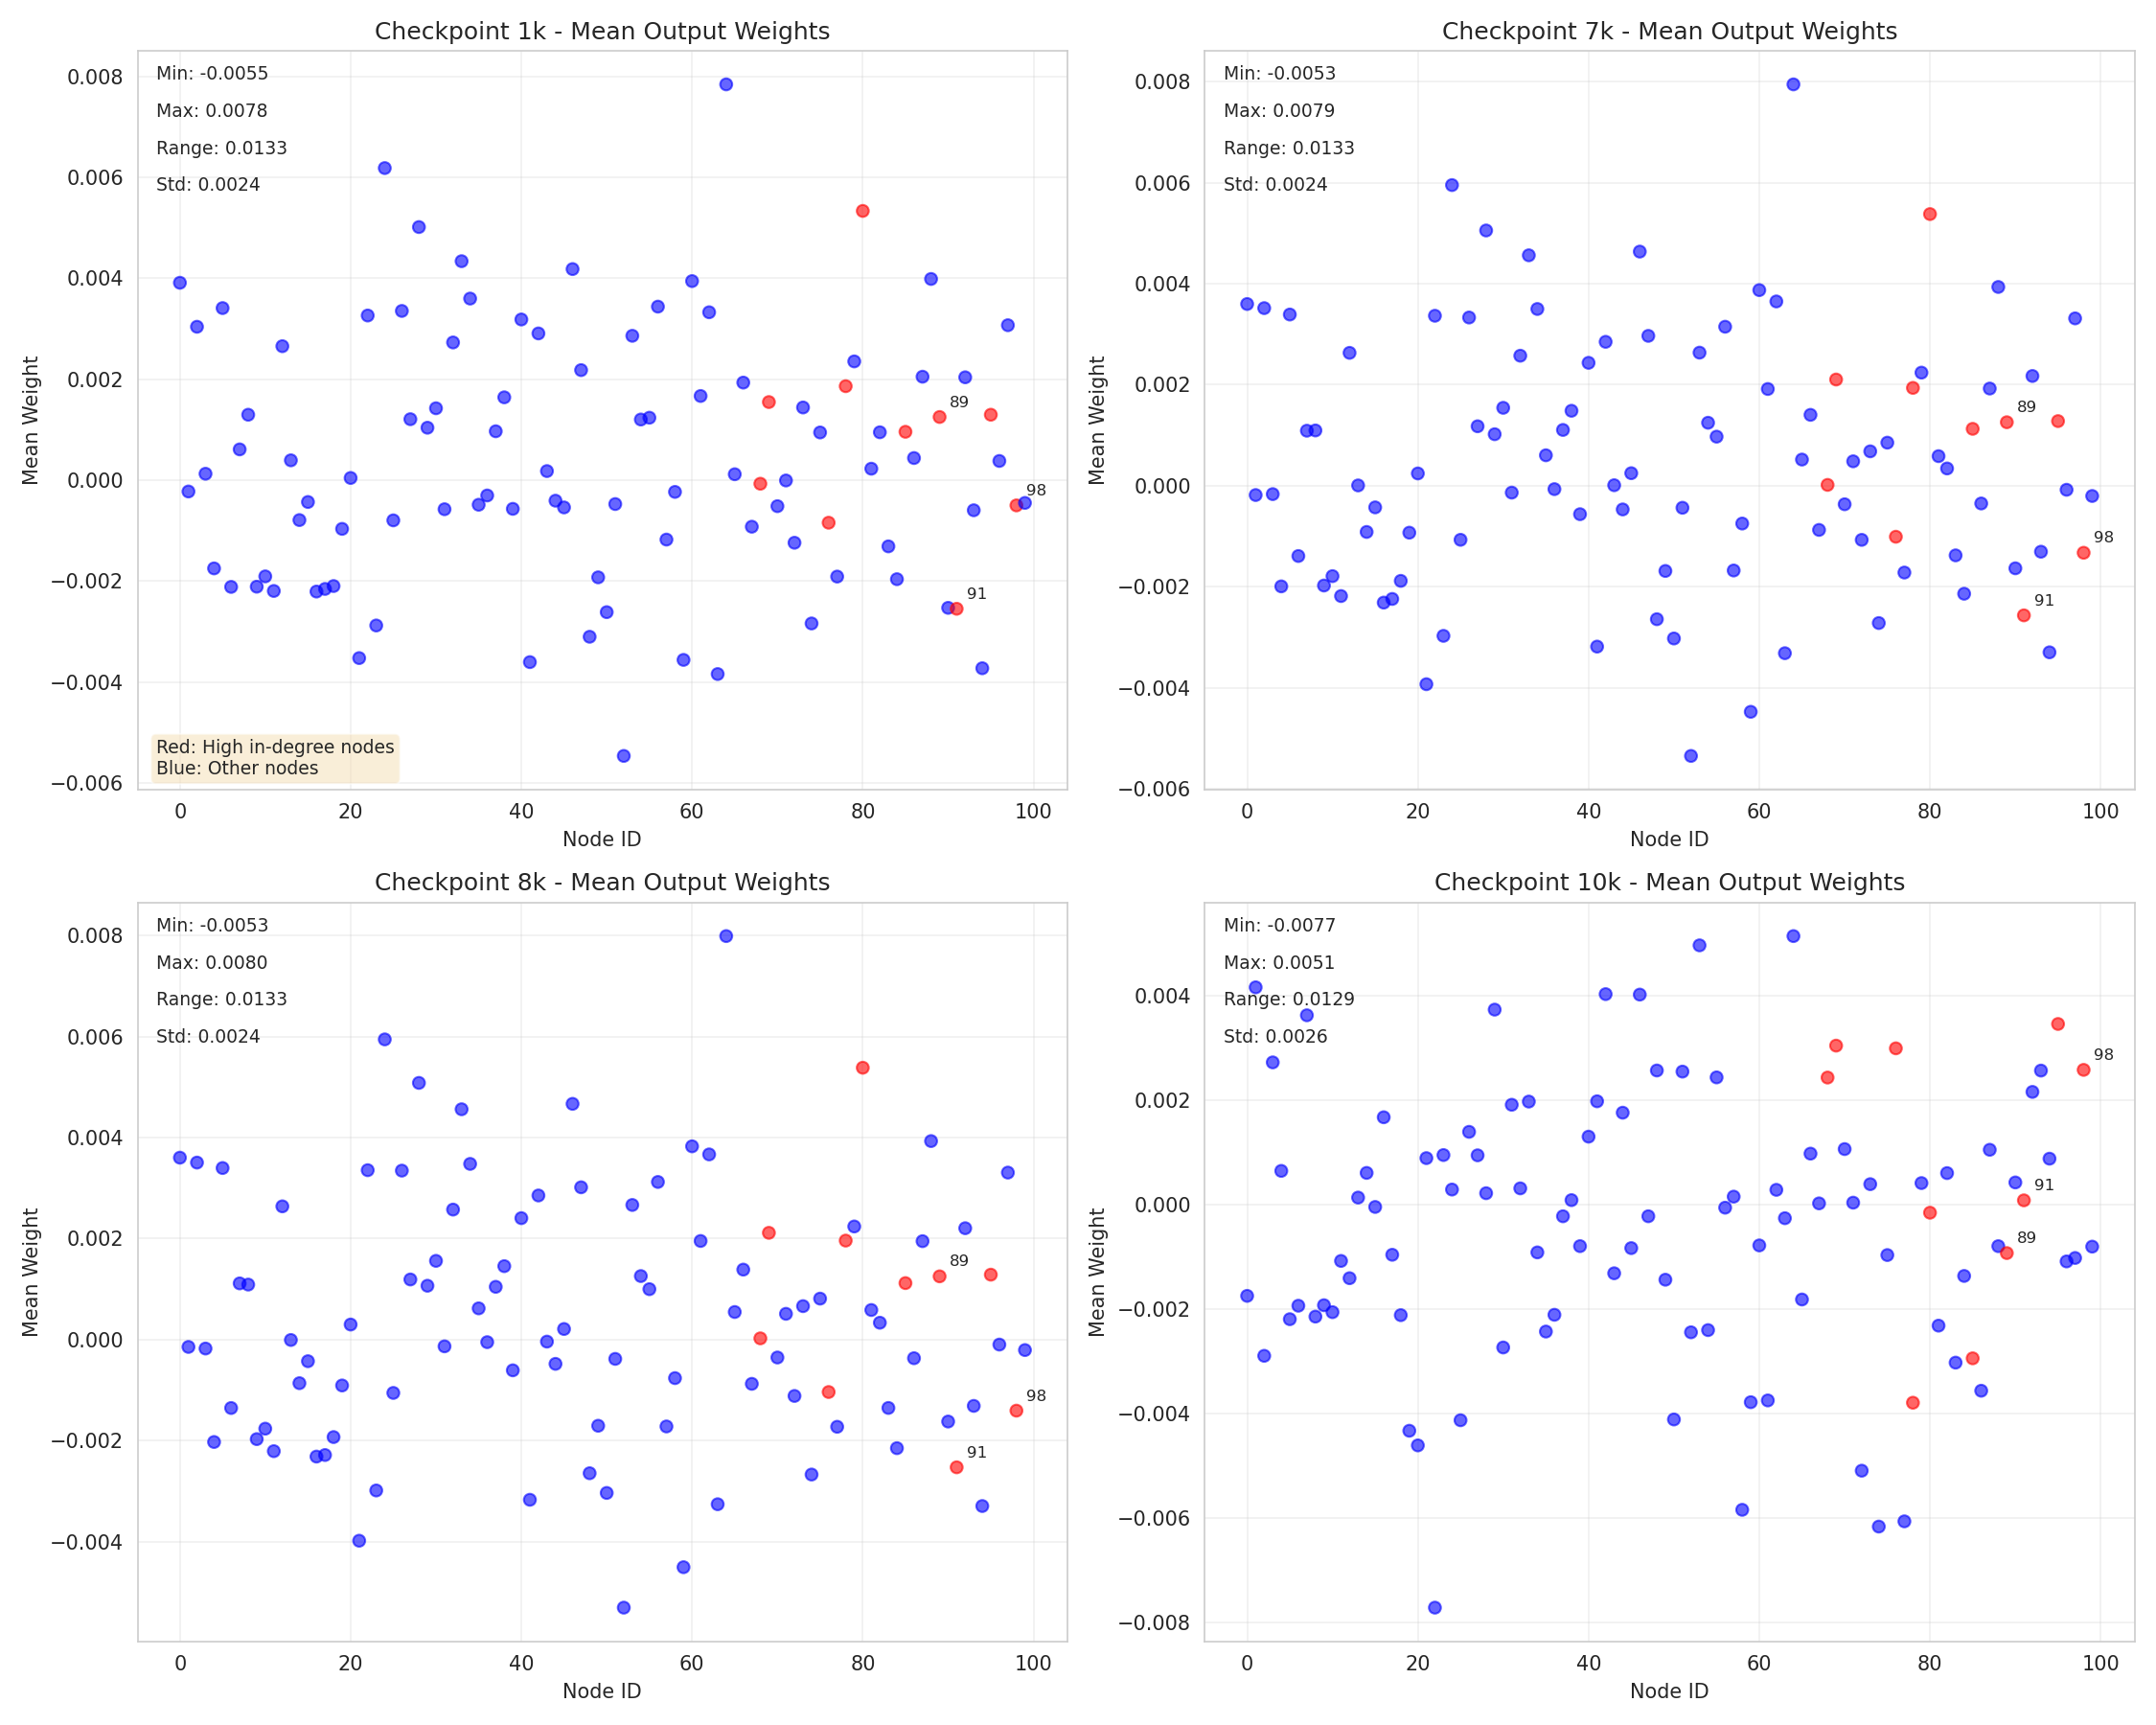 Checkpoint 1k - Mean Output Weights
Min: -0.0055
Max: 0.0078
Range: 0.0133
Std: 0.0024
0.008
0.006
0.004
0.002
0.000
−0.002
−0.004
−0.006
Mean Weight
89
98
91
Red: High in-degree nodes
Blue: Other nodes
0 20 40 60 80 100
Node ID
Checkpoint 7k - Mean Output Weights
Min: -0.0053
Max: 0.0079
Range: 0.0133
Std: 0.0024
0.008
0.006
0.004
0.002
0.000
−0.002
−0.004
−0.006
Mean Weight
89
98
91
0 20 40 60 80 100
Node ID
Checkpoint 8k - Mean Output Weights
Min: -0.0053
Max: 0.0080
Range: 0.0133
Std: 0.0024
0.008
0.006
0.004
0.002
0.000
−0.002
−0.004
Mean Weight
89
98
91
0 20 40 60 80 100
Node ID
Checkpoint 10k - Mean Output Weights
Min: -0.0077
Max: 0.0051
Range: 0.0129
Std: 0.0026
0.004
0.002
0.000
−0.002
−0.004
−0.006
−0.008
Mean Weight
98
91
89
0 20 40 60 80 100
Node ID